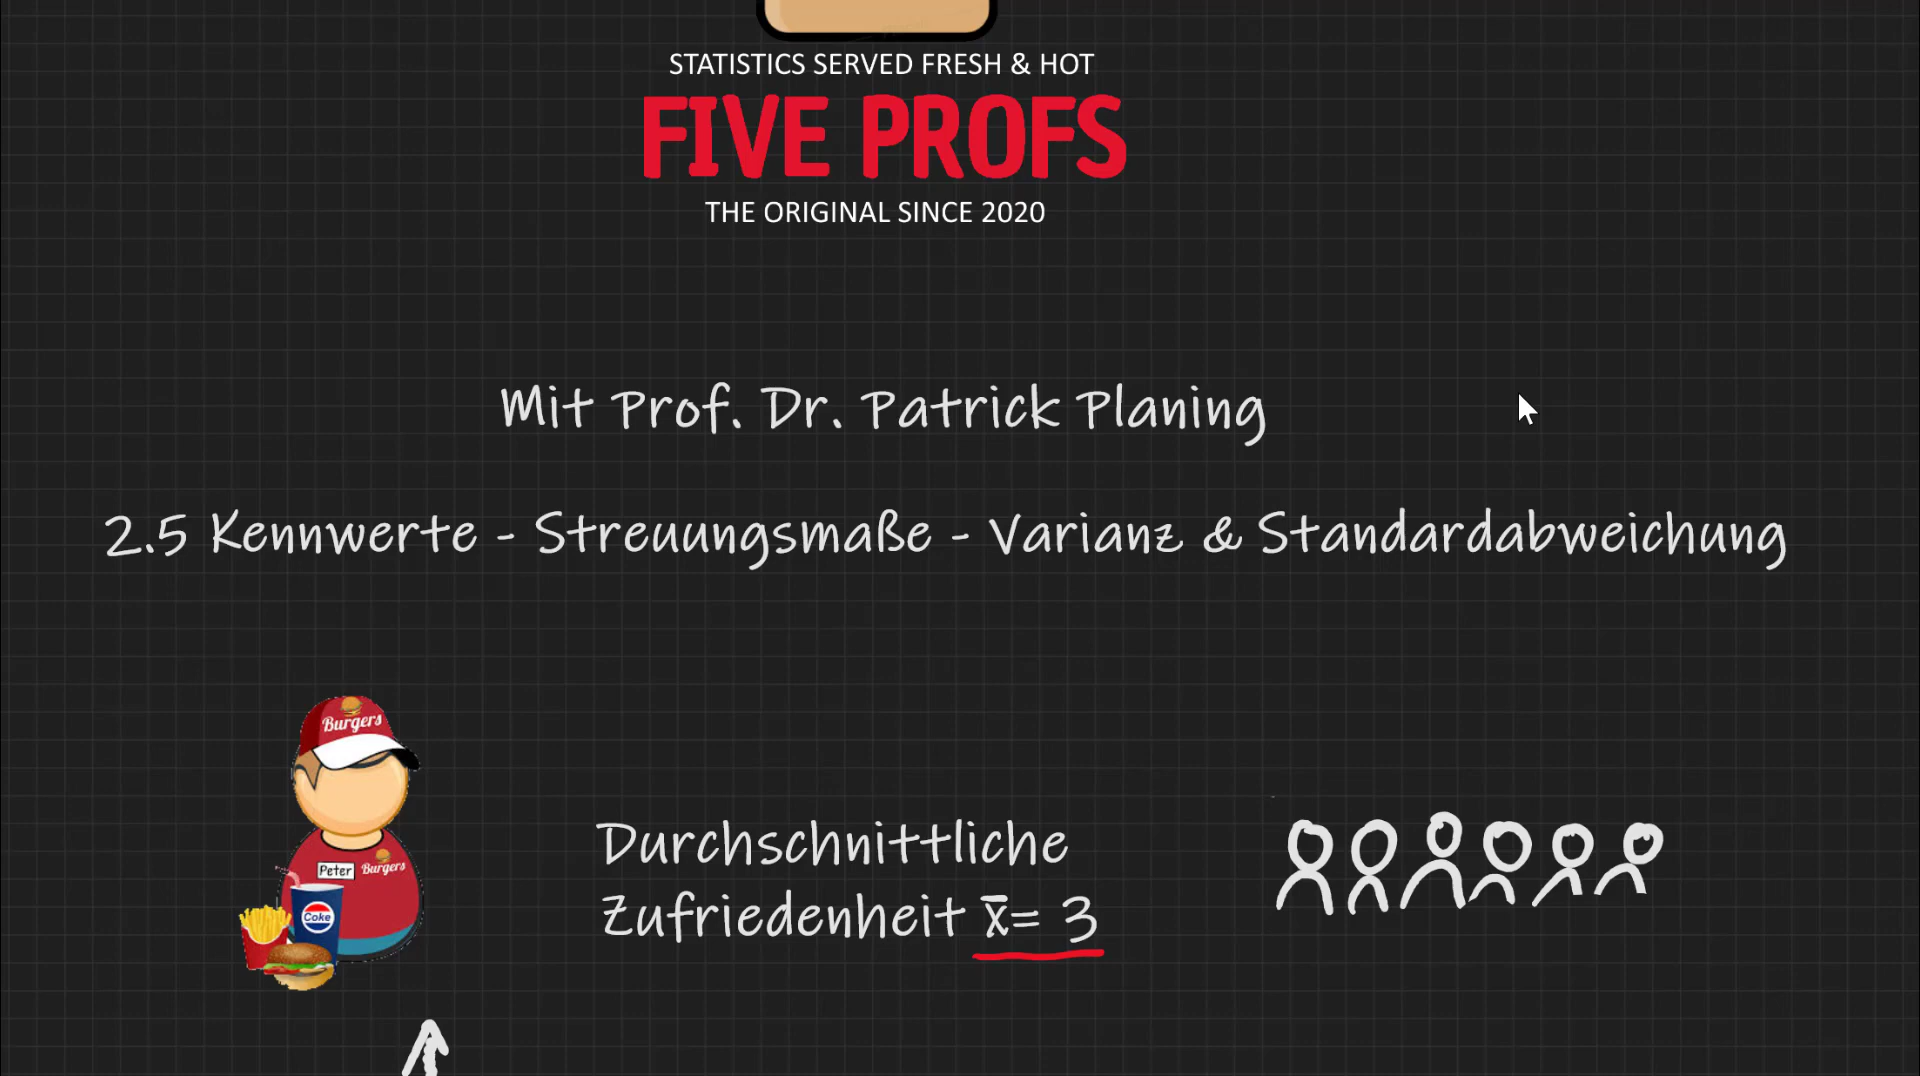 STATISTICS SERVED FRESH & HOT
FIVE PROFS
THE ORIGINAL SINCE 2020
Mit Prof. Dr. Patrick Planing
2.5 Kennwerte - Streuungsmaße - Varianz & Standardabweichung
Burgers
Peter Burgers
Coke
Durchschnittliche
Zufriedenheit x̄= 3